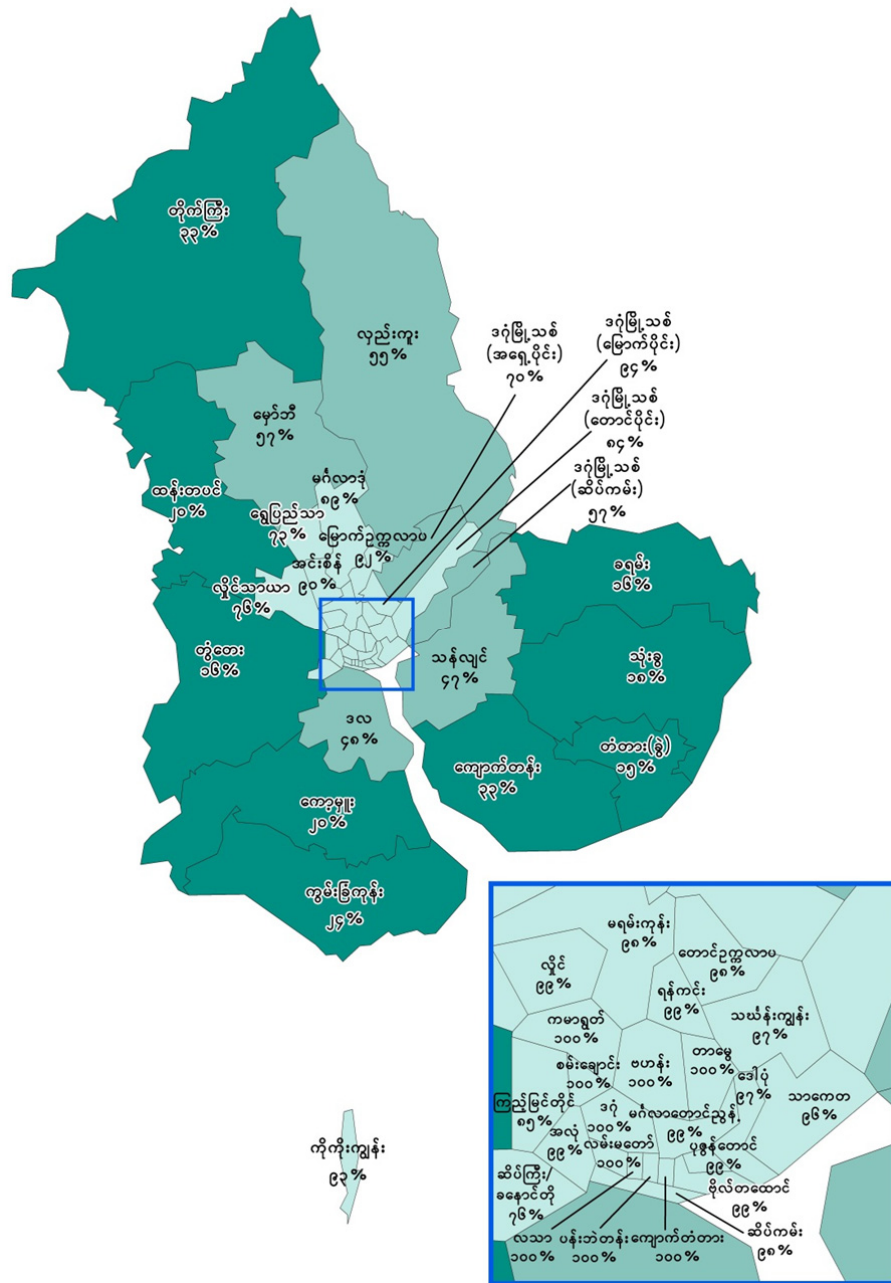 တိုက်ကြီး
၃၃%
လှည်းကူး
၅၅%
ဒဂုံမြို့သစ်
(အရှေ့ပိုင်း)
၇၀%
ဒဂုံမြို့သစ်
(မြောက်ပိုင်း)
၉၄%
ဒဂုံမြို့သစ်
(တောင်ပိုင်း)
၈၄%
ဒဂုံမြို့သစ်
(ဆိပ်ကမ်း)
၅၇%
မှော်ဘီ
၅၇%
မင်္ဂလာဒုံ
၈၉%
ထန်းတပင်
၂၀%
ရွှေပြည်သာ
၇၃%
မြောက်ဥက္ကလာပ
၉၂%
အင်းစိန်
၉၀%
လှိုင်သာယာ
၇၆%
ခရမ်း
၁၆%
တွံတေး
၁၆%
သန်လျင်
၄၇%
သုံးခွ
၁၈%
ဒလ
၄၈%
တံတား(ခွဲ)
၁၅%
ကျောက်တန်း
၃၃%
ကော့မှူး
၂၀%
ကွမ်းခြံကုန်း
၂၄%
ကိုကိုးကျွန်း
၉၃%
မရမ်းကုန်း
၉၈%
လှိုင်
၉၉%
တောင်ဥက္ကလာပ
၉၈%
ရန်ကင်း
၉၉%
ကမာရွတ်
၁၀၀%
သင်္ဃန်းကျွန်း
၉၇%
စမ်းချောင်း
၁၀၀%
ဗဟန်း
၁၀၀%
တာမွေ
၁၀၀%
ဒေါပုံ
၉၇%
သာကေတ
၉၆%
ကြည့်မြင်တိုင်
၈၅%
အလုံ
၉၉%
ဒဂုံ
၁၀၀%
မင်္ဂလာတောင်ညွန့်
၉၉%
လမ်းမတော်
၁၀၀%
ပုဇွန်တောင်
၉၉%
ဆိပ်ကြီး/
ခနောင်တို
၇၆%
ဗိုလ်တထောင်
၉၉%
ဆိပ်ကမ်း
၉၈%
လသာ
၁၀၀%
ပန်းဘဲတန်း
၁၀၀%
ကျောက်တံတား
၁၀၀%